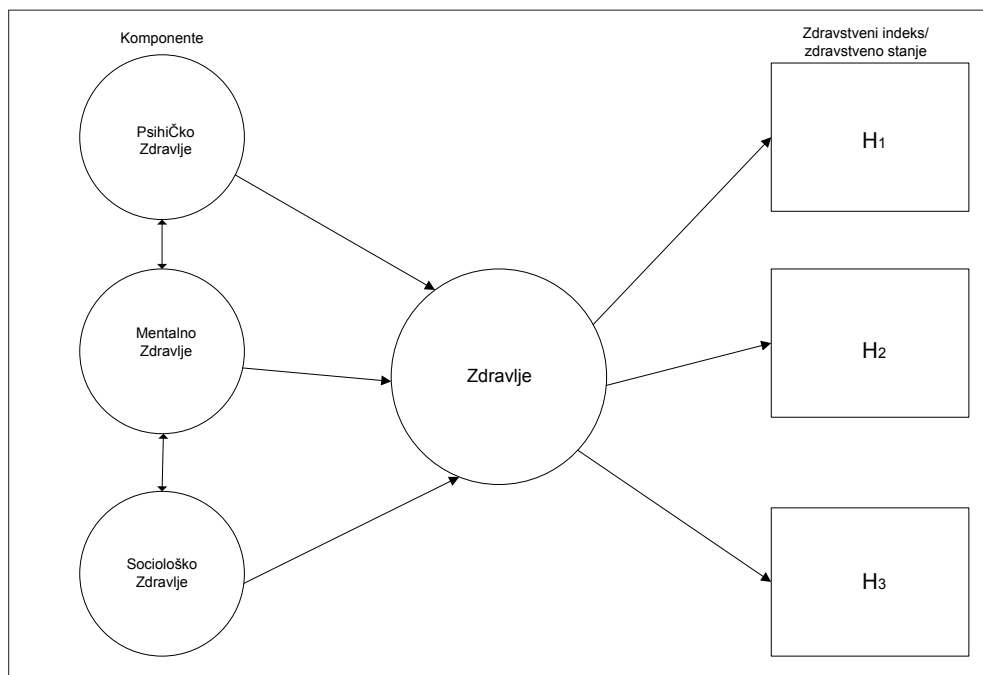 Komponente
PsihiČko
Zdravlje
Mentalno
Zdravlje
Sociološko
Zdravlje
Zdravlje
Zdravstveni indeks/
zdravstveno stanje
H1
H2
H3